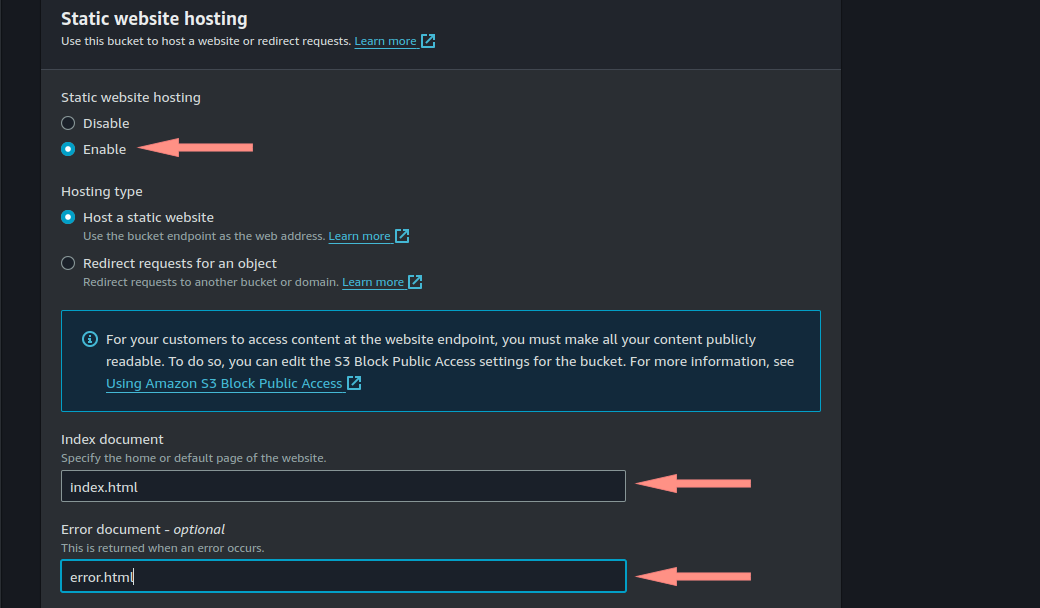 Static website hosting
Use this bucket to host a website or redirect requests. Learn more
Static website hosting
Disable
Enable
Hosting type
Host a static website
Use the bucket endpoint as the web address. Learn more
Redirect requests for an object
Redirect requests to another bucket or domain. Learn more
For your customers to access content at the website endpoint, you must make all your content publicly
readable. To do so, you can edit the S3 Block Public Access settings for the bucket. For more information, see
Using Amazon S3 Block Public Access
Index document
Specify the home or default page of the website.
index.html
Error document - optional
This is returned when an error occurs.
error.html